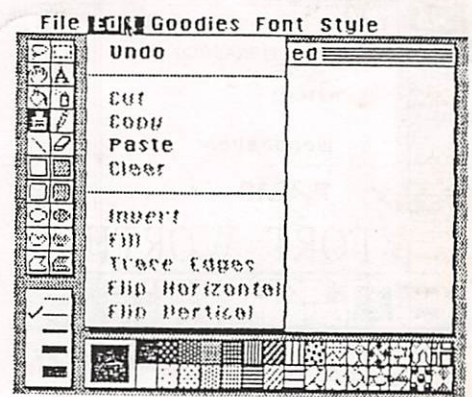 File Edit Goodies Font Style
ed
Undo
Cut
Copy
Paste
Clear
Invert
Fill
Trace Edges
Flip Horizontal
Flip Vertical
A